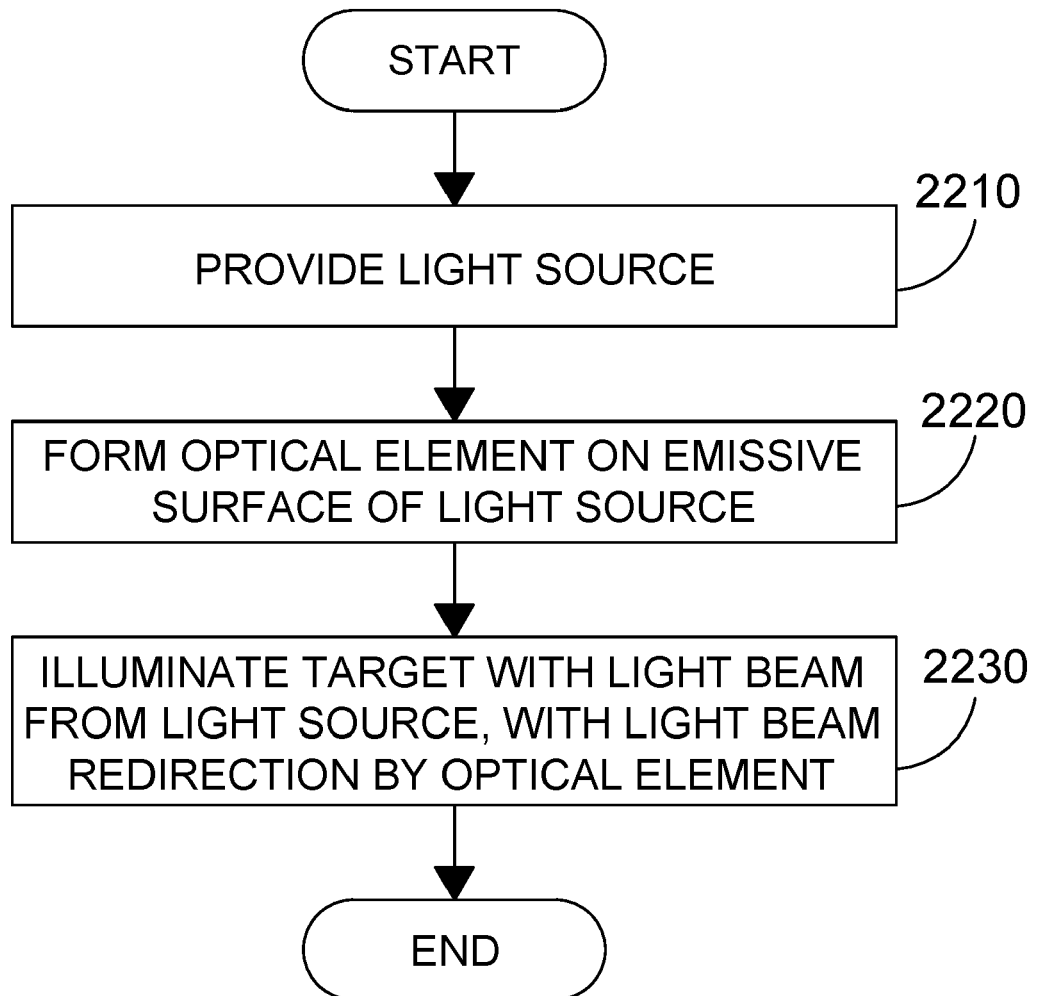 START
2210
PROVIDE LIGHT SOURCE
2220
FORM OPTICAL ELEMENT ON EMISSIVE
SURFACE OF LIGHT SOURCE
2230
ILLUMINATE TARGET WITH LIGHT BEAM
FROM LIGHT SOURCE, WITH LIGHT BEAM
REDIRECTION BY OPTICAL ELEMENT
END